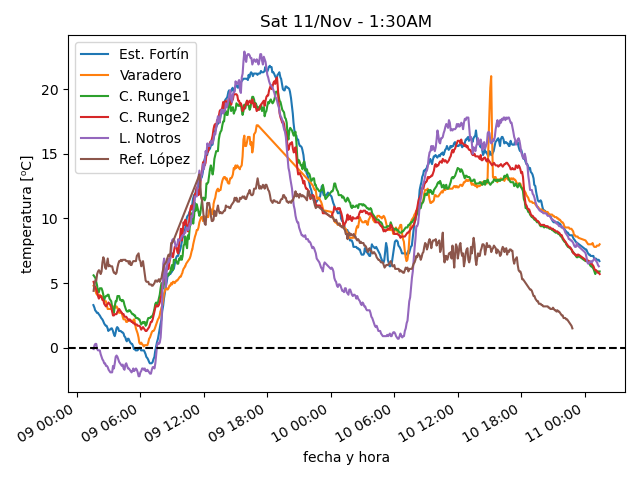 Sat 11/Nov - 1:30AM
Est. Fortín
Varadero
C. Runge1
C. Runge2
L. Notros
Ref. López
temperatura [°C]
20
15
10
5
0
09 00:00
09 06:00
09 12:00
09 18:00
10 00:00
10 06:00
10 12:00
10 18:00
11 00:00
fecha y hora